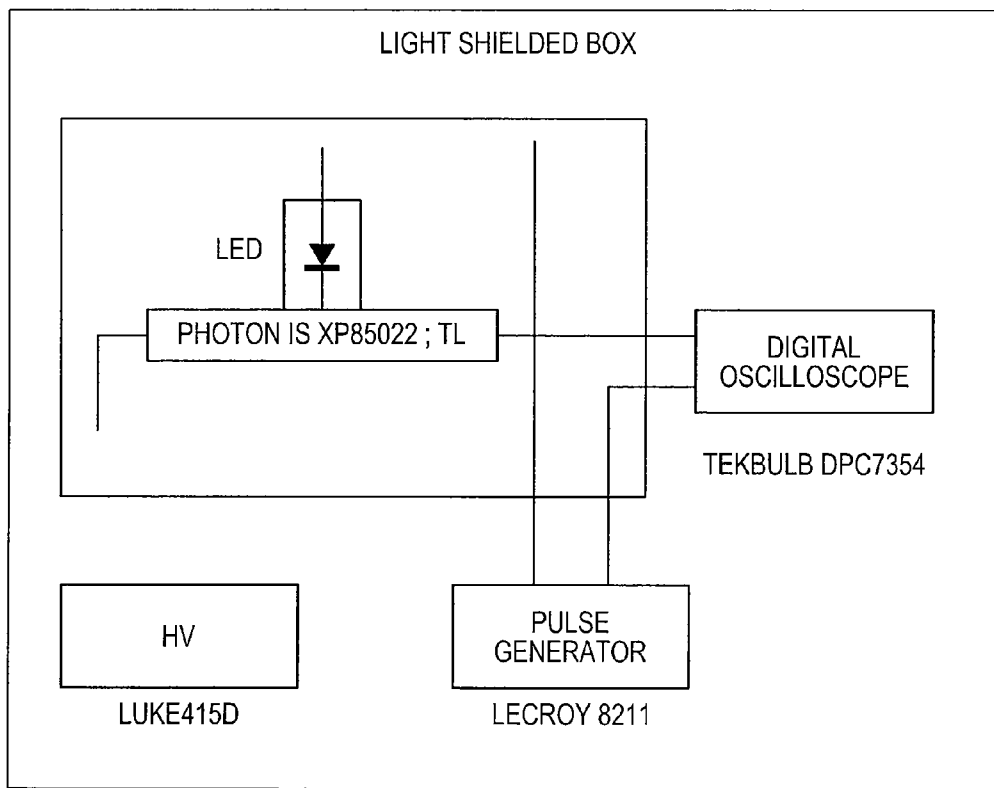 LIGHT SHIELDED BOX
LED
PHOTON IS XP85022 ; TL
DIGITAL
OSCILLOSCOPE
TEKBULB DPC7354
HV
LUKE415D
PULSE
GENERATOR
LECROY 8211